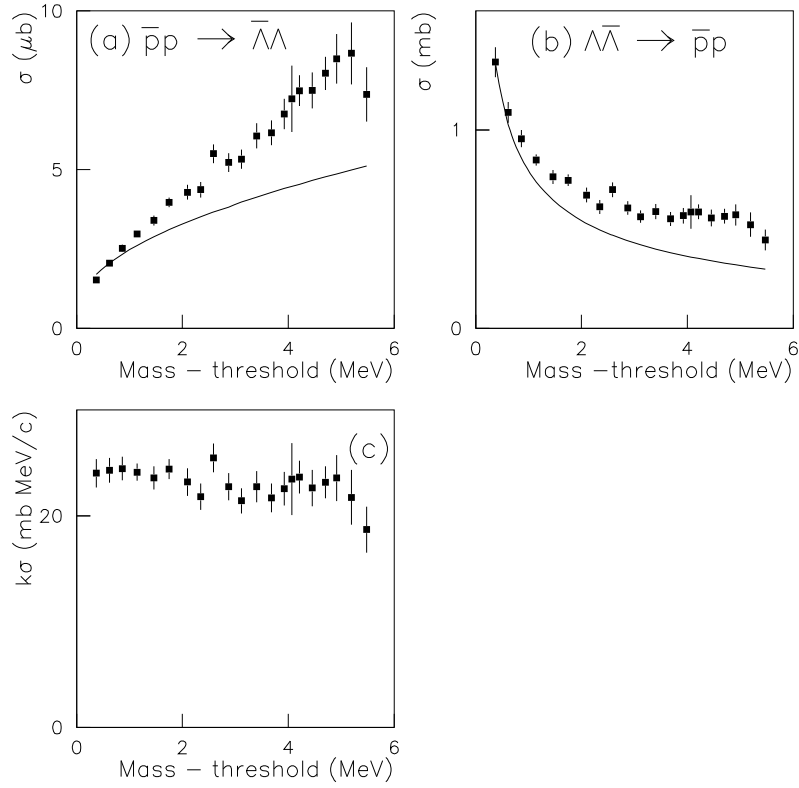 10
5
0
σ (μb)
(a) p̅p → Λ̅Λ
0 2 4 6
Mass − threshold (MeV)
1
0
σ (mb)
(b) ΛΛ̅ → p̅p
0 2 4 6
Mass −threshold (MeV)
20
0
kσ (mb MeV/c)
(c)
0 2 4 6
Mass − threshold (MeV)